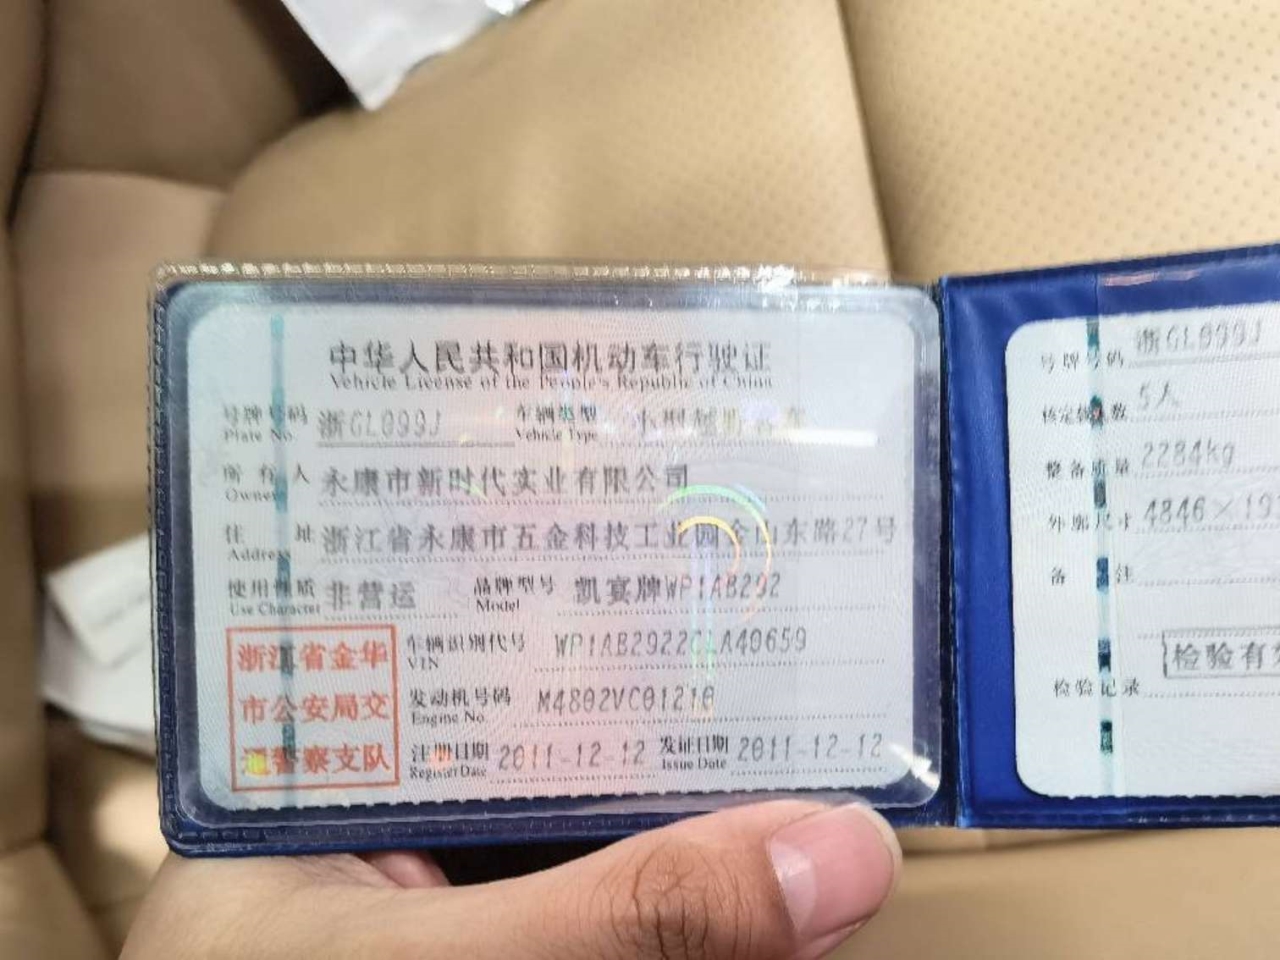 中华人民共和国机动车行驶证
Vehicle License of the People's Republic of China
号牌号码 浙GL099J 车辆类型 小型越野客车
Plate No. Vehicle Type
所有人 永康市新时代实业有限公司
Owner
住址 浙江省永康市五金科技工业园金山东路27号
Address
使用性质 非营运 品牌型号 凯宴牌WP1AB292
Use Character Model
浙江省金华
市公安局交
通警察支队
车辆识别代号 WP1AB2922CLA40659
VIN
发动机号码 M4802VC01210
Engine No.
注册日期 2011-12-12 发证日期 2011-12-12
Register Date Issue Date
号牌号码 浙GL099J
核定载人数 5人
整备质量 2284kg
外廓尺寸 4846×19
备注
检验记录 检验有